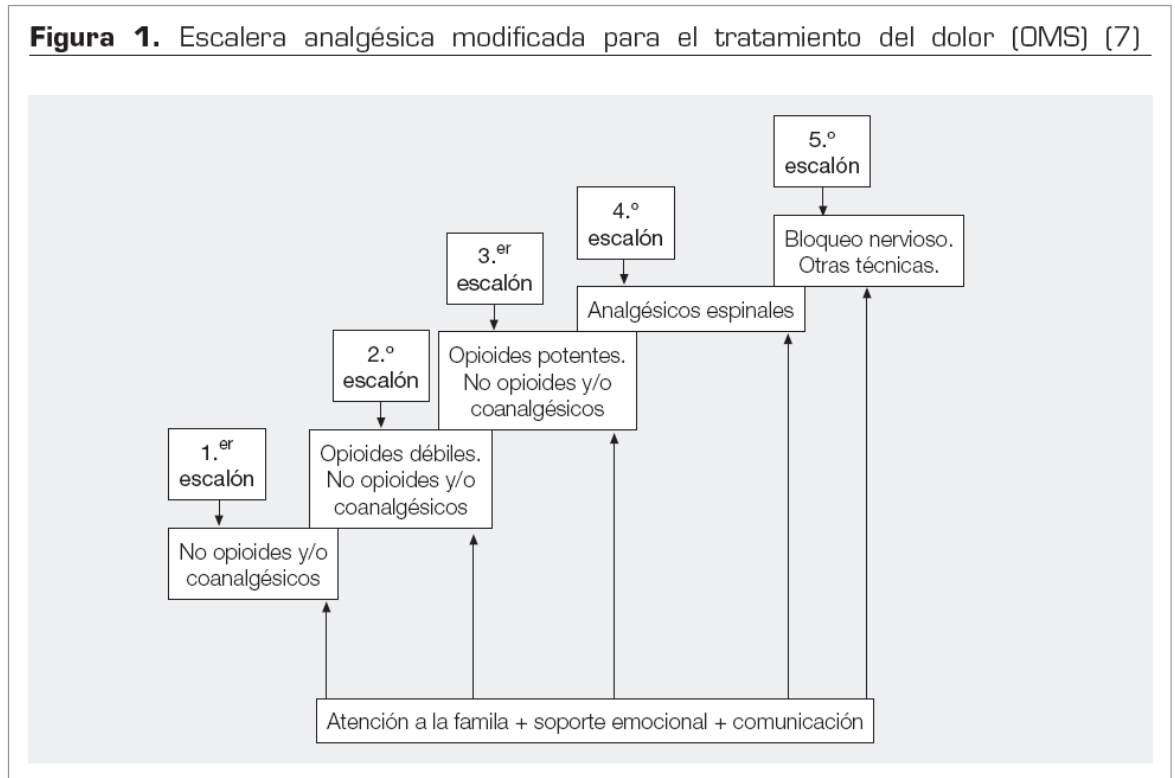 Figura 1. Escalera analgésica modificada para el tratamiento del dolor (OMS) (7)
5.º
escalón
Bloqueo nervioso.
Otras técnicas.
4.º
escalón
Analgésicos espinales
3.er
escalón
Opioides potentes.
No opioides y/o
coanalgésicos
2.º
escalón
Opioides débiles.
No opioides y/o
coanalgésicos
1.er
escalón
No opioides y/o
coanalgésicos
Atención a la famila + soporte emocional + comunicación